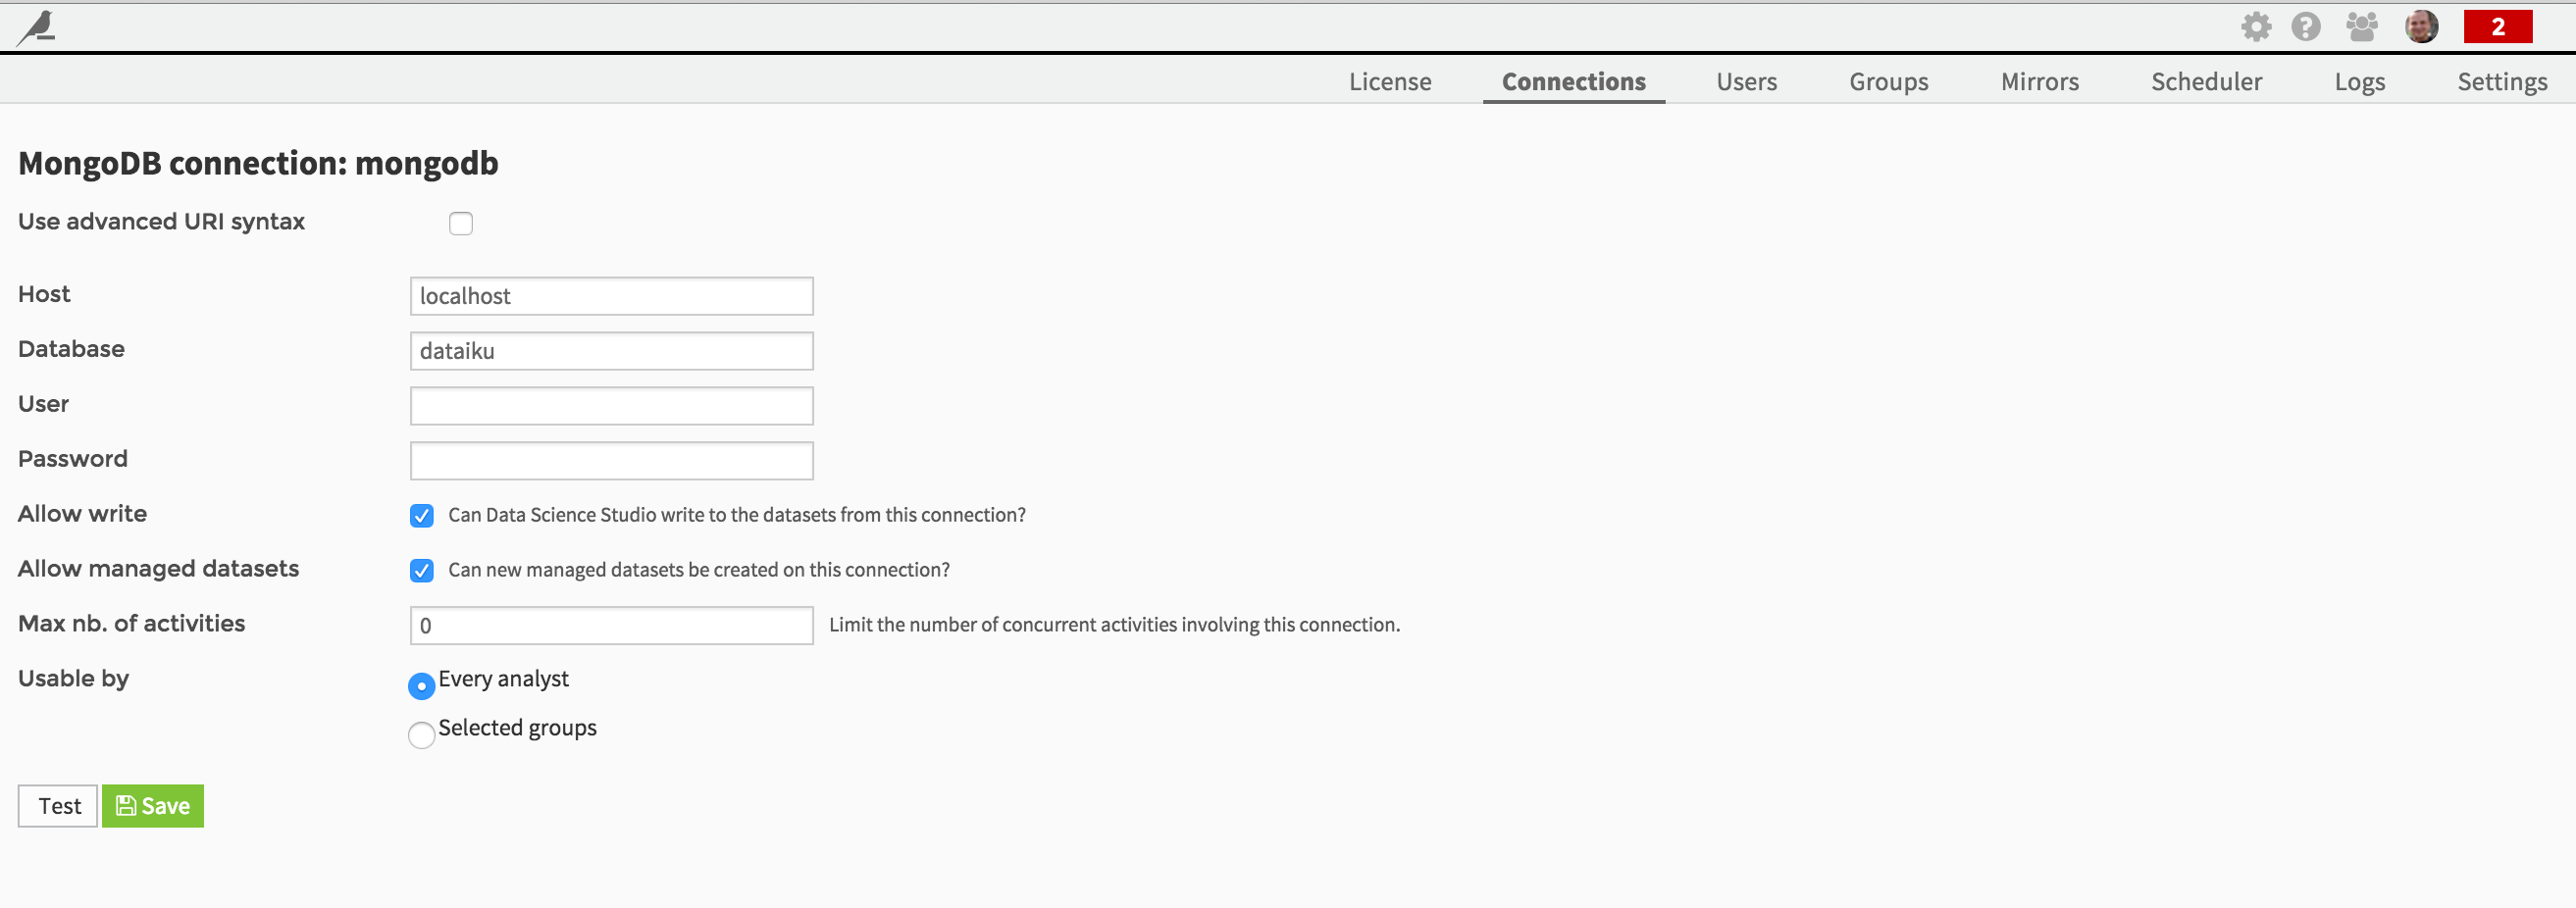 2
License Connections Users Groups Mirrors Scheduler Logs Settings
MongoDB connection: mongodb
Use advanced URI syntax
Host localhost
Database dataiku
User
Password
Allow write Can Data Science Studio write to the datasets from this connection?
Allow managed datasets Can new managed datasets be created on this connection?
Max nb. of activities 0 Limit the number of concurrent activities involving this connection.
Usable by Every analyst
Selected groups
Test Save